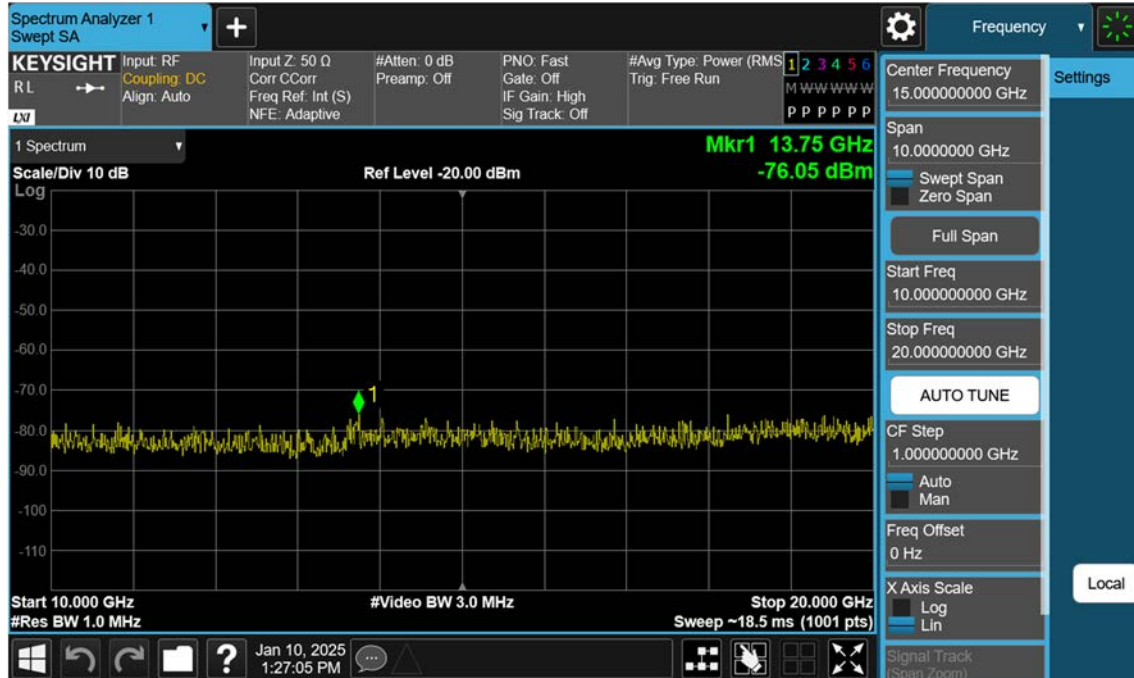 Spectrum Analyzer 1
Swept SA
+
Frequency
KEYSIGHT
R L
LXI
Input: RF
Coupling: DC
Align: Auto
Input Z: 50 Ω
Corr CCorr
Freq Ref: Int (S)
NFE: Adaptive
#Atten: 0 dB
Preamp: Off
PNO: Fast
Gate: Off
IF Gain: High
Sig Track: Off
#Avg Type: Power (RMS
Trig: Free Run
1 2 3 4 5 6
M W W W W W
P P P P P P
1 Spectrum
Scale/Div 10 dB
Ref Level -20.00 dBm
Mkr1 13.75 GHz
-76.05 dBm
Log
-30.0
-40.0
-50.0
-60.0
-70.0
-80.0
-90.0
-100
-110
1
Start 10.000 GHz
#Video BW 3.0 MHz
Stop 20.000 GHz
#Res BW 1.0 MHz
Sweep ~18.5 ms (1001 pts)
?
Jan 10, 2025
1:27:05 PM
Center Frequency
15.000000000 GHz
Settings
Span
10.0000000 GHz
Swept Span
Zero Span
Full Span
Start Freq
10.000000000 GHz
Stop Freq
20.000000000 GHz
AUTO TUNE
CF Step
1.000000000 GHz
Auto
Man
Freq Offset
0 Hz
X Axis Scale
Log
Lin
Local
Signal Track
(Span Zoom)